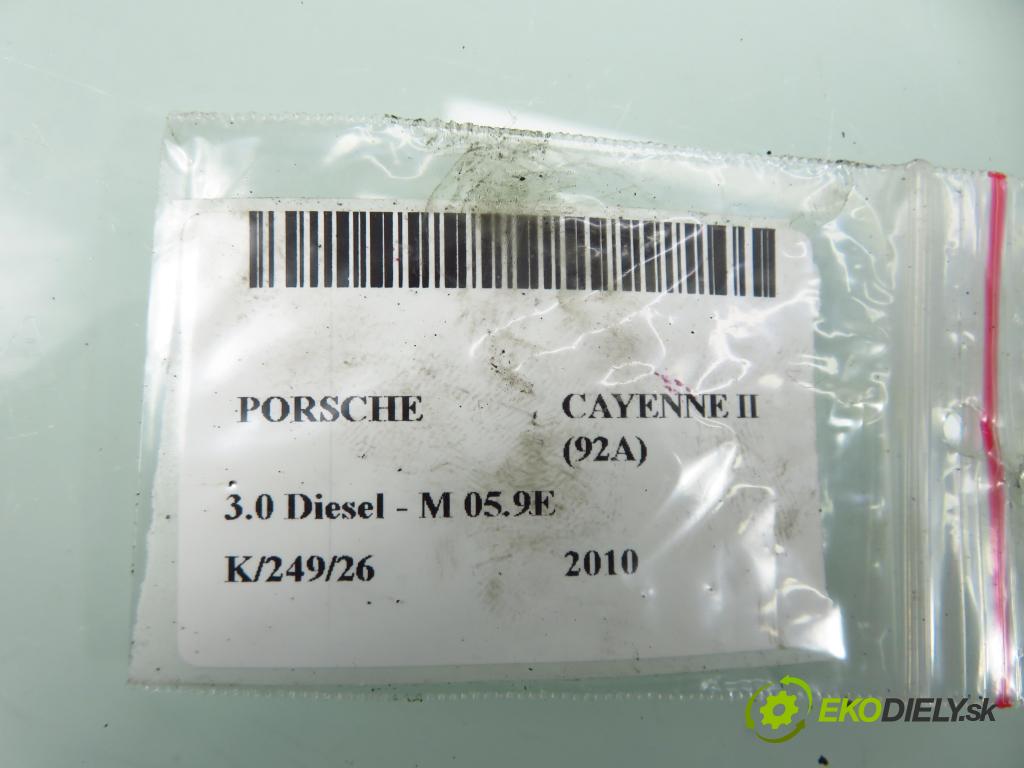 PORSCHE CAYENNE II
(92A)
3.0 Diesel - M 05.9E
K/249/26 2010
EKODIELY.sk